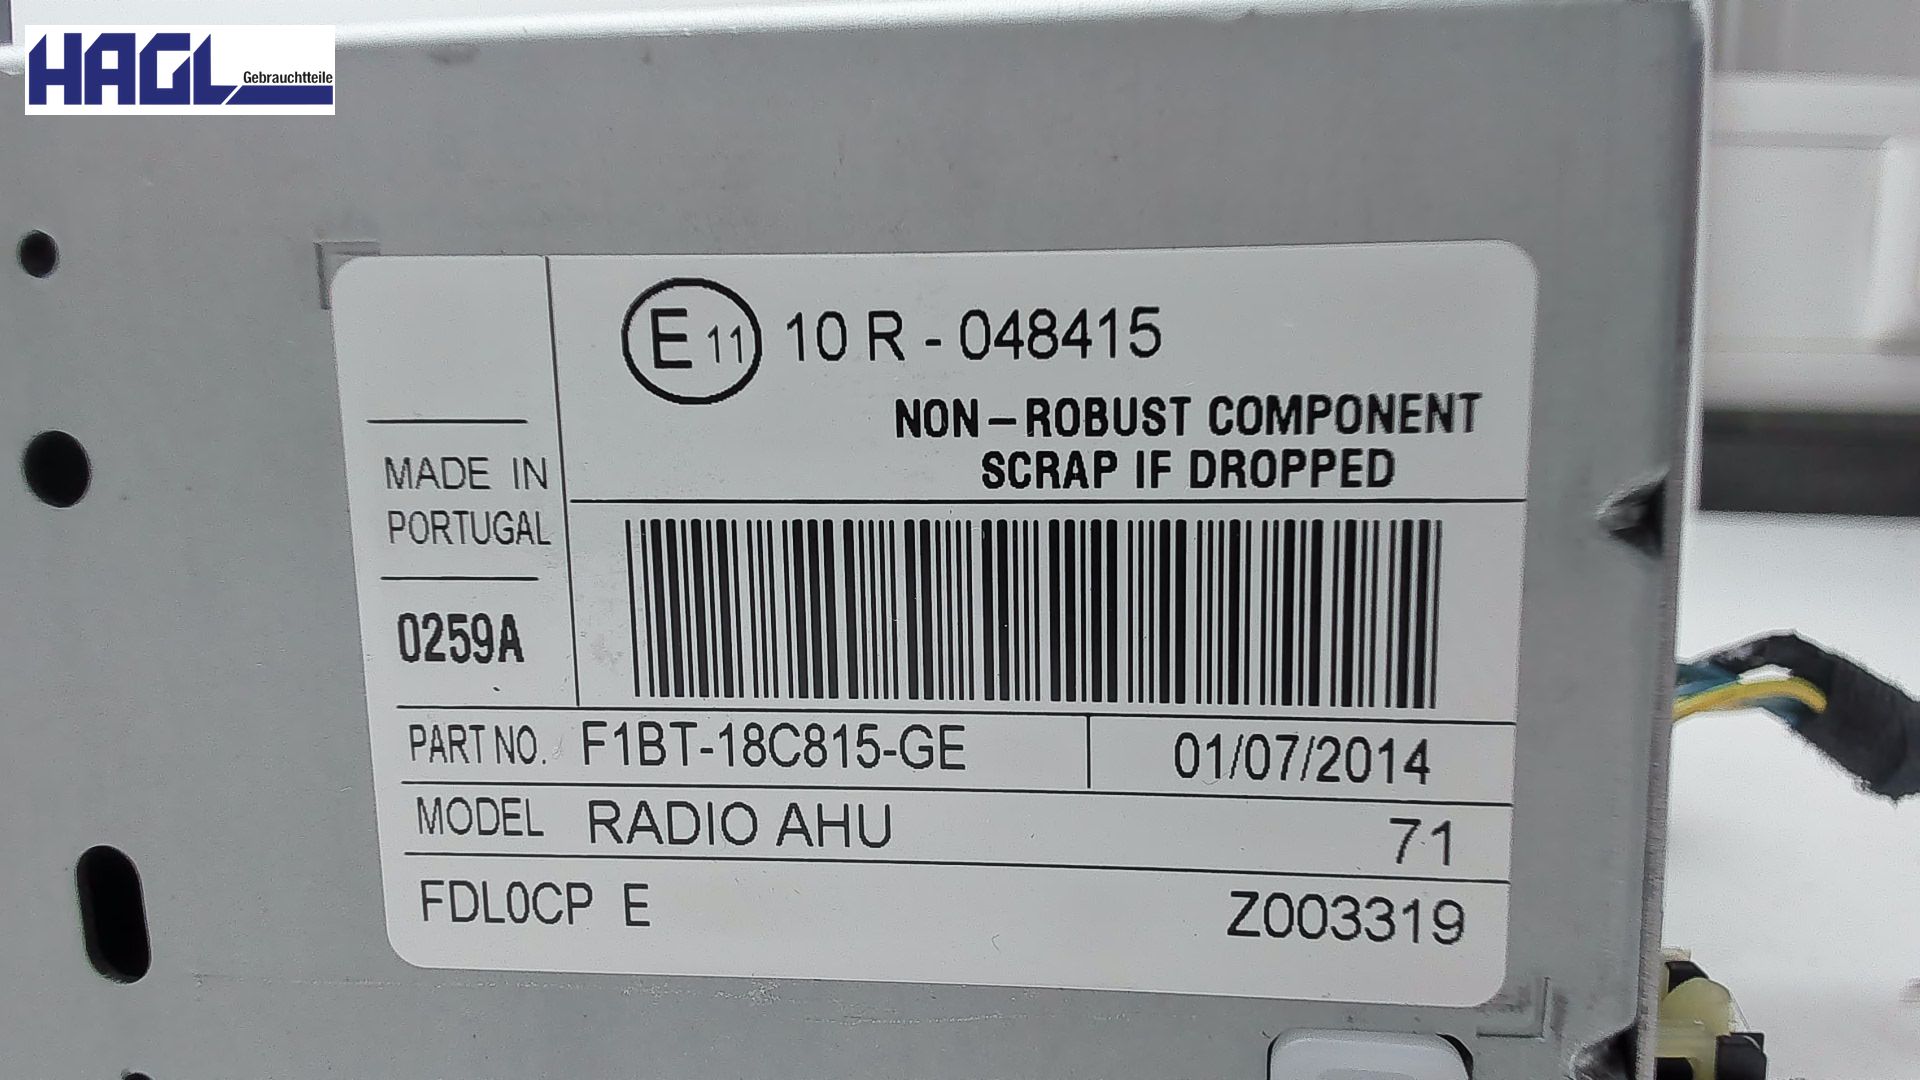 HAGL
Gebrauchtteile
E 11 10 R - 048415
NON-ROBUST COMPONENT
SCRAP IF DROPPED
MADE IN
PORTUGAL
0259A
PART NO. F1BT-18C815-GE 01/07/2014
MODEL RADIO AHU 71
FDL0CP E Z003319